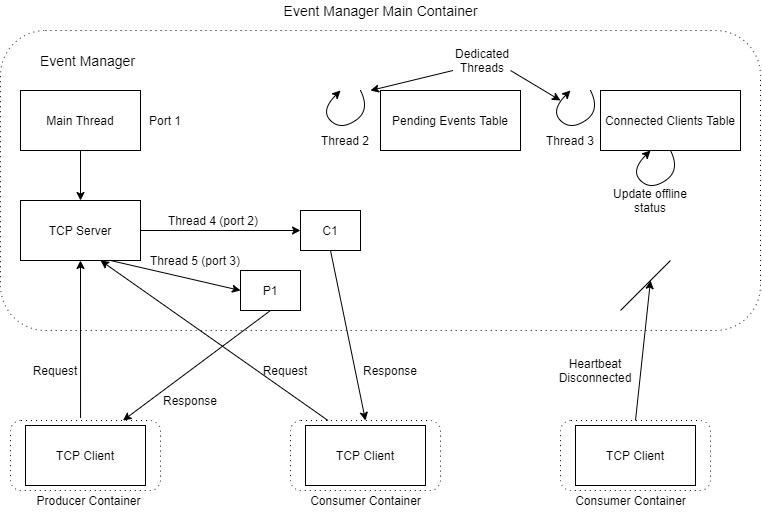 Event Manager Main Container
Event Manager
Dedicated
Threads
Main Thread
Port 1
Thread 2
Pending Events Table
Thread 3
Connected Clients Table
Update offline
status
TCP Server
Thread 4 (port 2)
C1
Thread 5 (port 3)
P1
Request
Response
Request
Response
Heartbeat
Disconnected
TCP Client
TCP Client
TCP Client
Producer Container
Consumer Container
Consumer Container